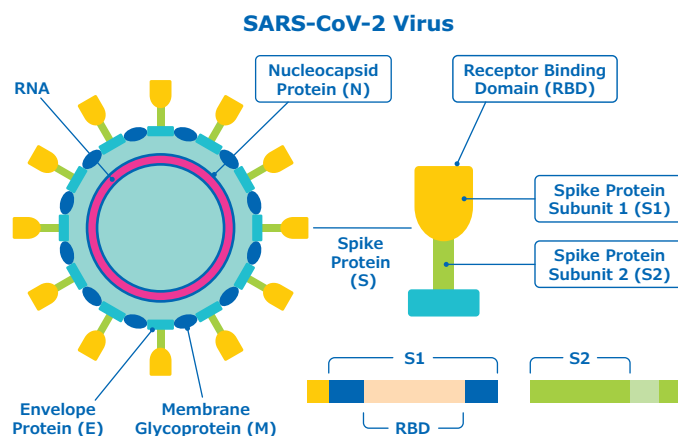 SARS-CoV-2 Virus
RNA
Nucleocapsid
Protein (N)
Receptor Binding
Domain (RBD)
Spike Protein
Subunit 1 (S1)
Spike
Protein
(S)
Spike Protein
Subunit 2 (S2)
Envelope
Protein (E)
Membrane
Glycoprotein (M)
S1
S2
RBD